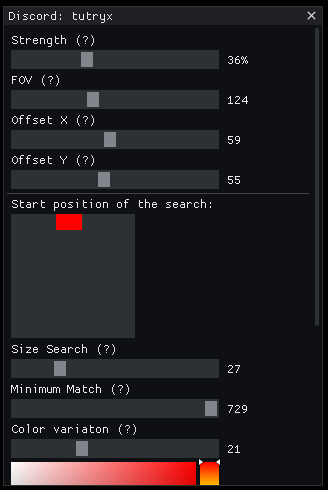 Discord: tutryx
Strength (?)
36%
FOV (?)
124
Offset X (?)
59
Offset Y (?)
55
Start position of the search:
Size Search (?)
27
Minimum Match (?)
729
Color variaton (?)
21